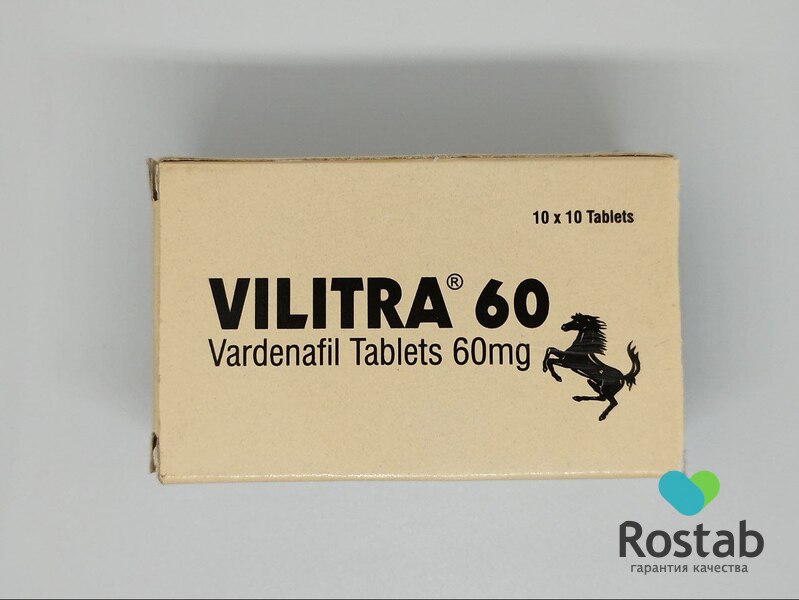 10 x 10 Tablets
VILITRA® 60
Vardenafil Tablets 60mg
Rostab
гарантия качества